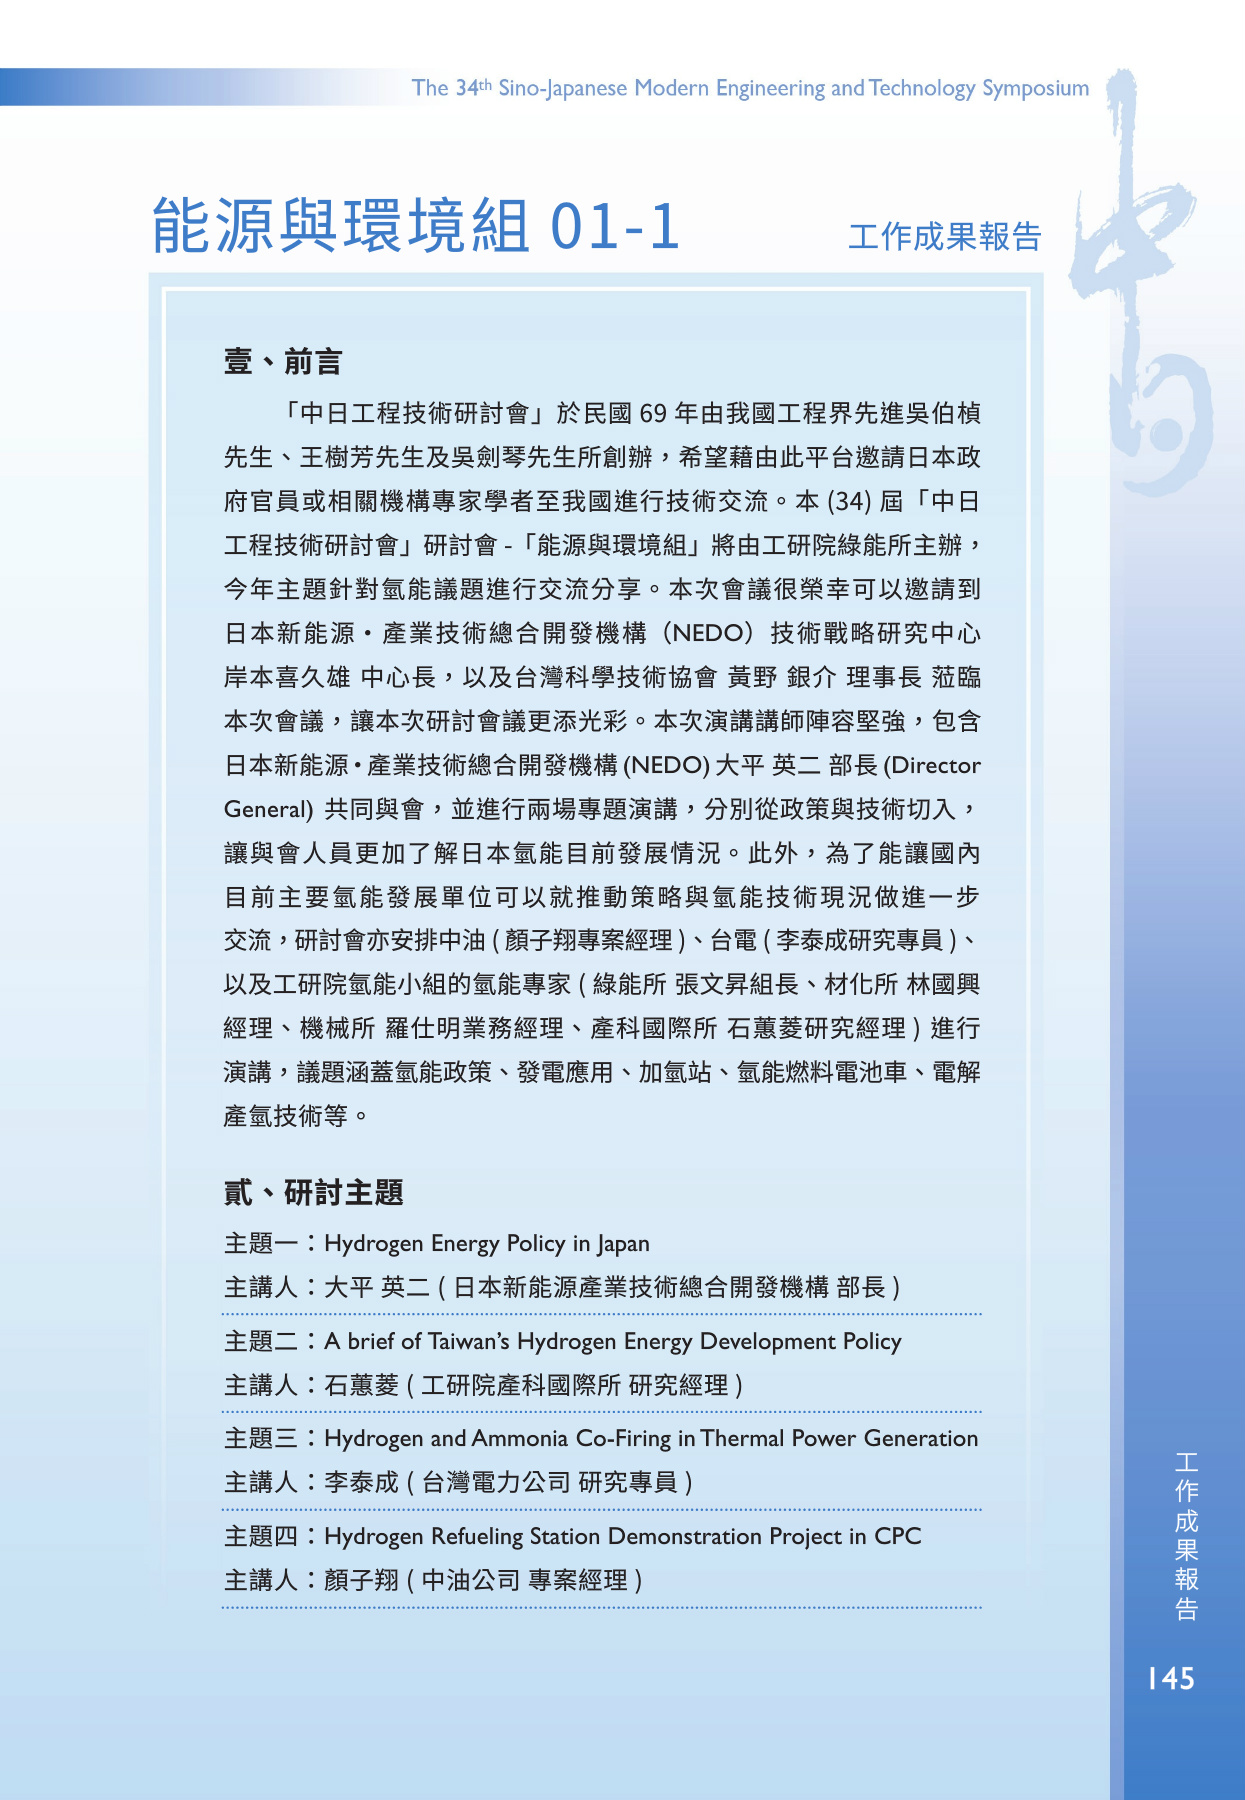 The 34th Sino-Japanese Modern Engineering and Technology Symposium
中日
能源與環境組 01-1
工作成果報告
壹、前言
「中日工程技術研討會」於民國 69 年由我國工程界先進吳伯楨
先生、王樹芳先生及吳劍琴先生所創辦，希望藉由此平台邀請日本政
府官員或相關機構專家學者至我國進行技術交流。本 (34) 屆「中日
工程技術研討會」研討會 -「能源與環境組」將由工研院綠能所主辦，
今年主題針對氫能議題進行交流分享。本次會議很榮幸可以邀請到
日本新能源・產業技術總合開發機構（NEDO）技術戰略研究中心
岸本喜久雄 中心長，以及台灣科學技術協會 黃野 銀介 理事長 蒞臨
本次會議，讓本次研討會議更添光彩。本次演講講師陣容堅強，包含
日本新能源・產業技術總合開發機構 (NEDO) 大平 英二 部長 (Director
General) 共同與會，並進行兩場專題演講，分別從政策與技術切入，
讓與會人員更加了解日本氫能目前發展情況。此外，為了能讓國內
目前主要氫能發展單位可以就推動策略與氫能技術現況做進一步
交流，研討會亦安排中油 ( 顏子翔專案經理 )、台電 ( 李泰成研究專員 )、
以及工研院氫能小組的氫能專家 ( 綠能所 張文昇組長、材化所 林國興
經理、機械所 羅仕明業務經理、產科國際所 石蕙菱研究經理 ) 進行
演講，議題涵蓋氫能政策、發電應用、加氫站、氫能燃料電池車、電解
產氫技術等。
貳、研討主題
主題一：Hydrogen Energy Policy in Japan
主講人：大平 英二 ( 日本新能源產業技術總合開發機構 部長 )
主題二：A brief of Taiwan’s Hydrogen Energy Development Policy
主講人：石蕙菱 ( 工研院產科國際所 研究經理 )
主題三：Hydrogen and Ammonia Co-Firing in Thermal Power Generation
主講人：李泰成 ( 台灣電力公司 研究專員 )
主題四：Hydrogen Refueling Station Demonstration Project in CPC
主講人：顏子翔 ( 中油公司 專案經理 )
工作成果報告
145